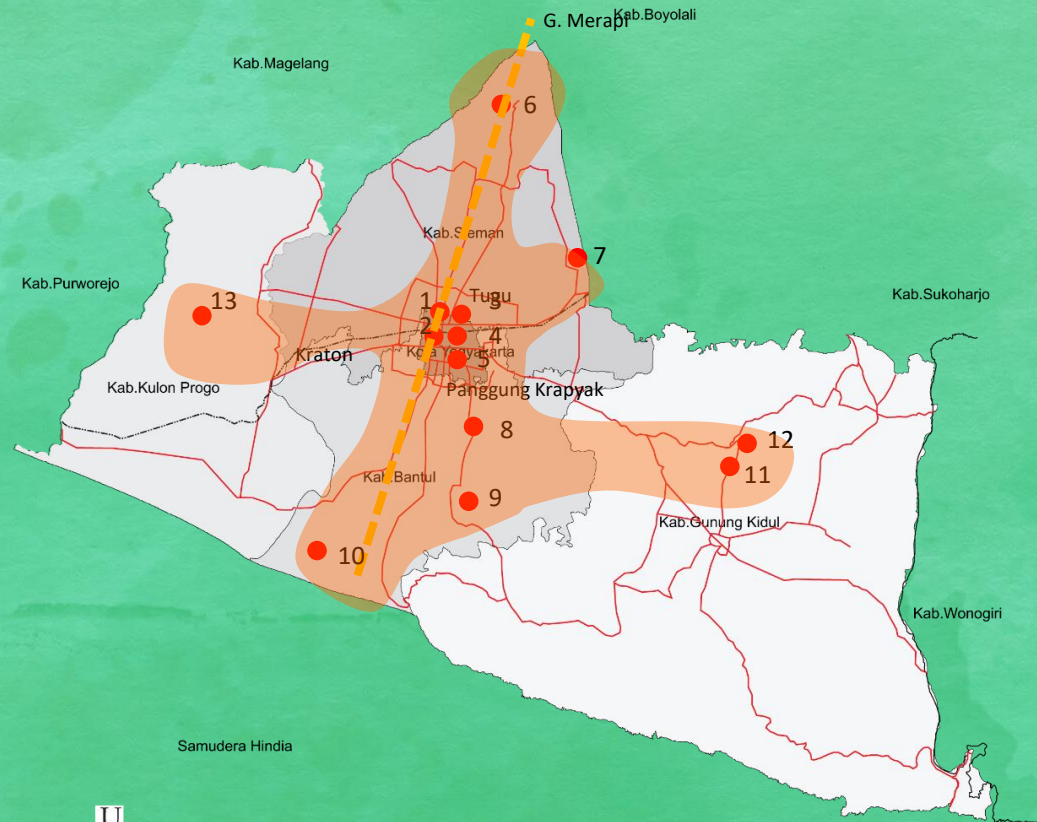 G. Merapi
Kab.Boyolali
Kab.Magelang
6
Kab.Sleman
7
Kab.Purworejo
13
1
Tugu
3
Kab.Sukoharjo
2
4
Kraton
Kota Yogyakarta
5
Kab.Kulon Progo
Panggung Krapyak
8
12
11
Kab.Bantul
9
Kab.Gunung Kidul
10
Kab.Wonogiri
Samudera Hindia
U